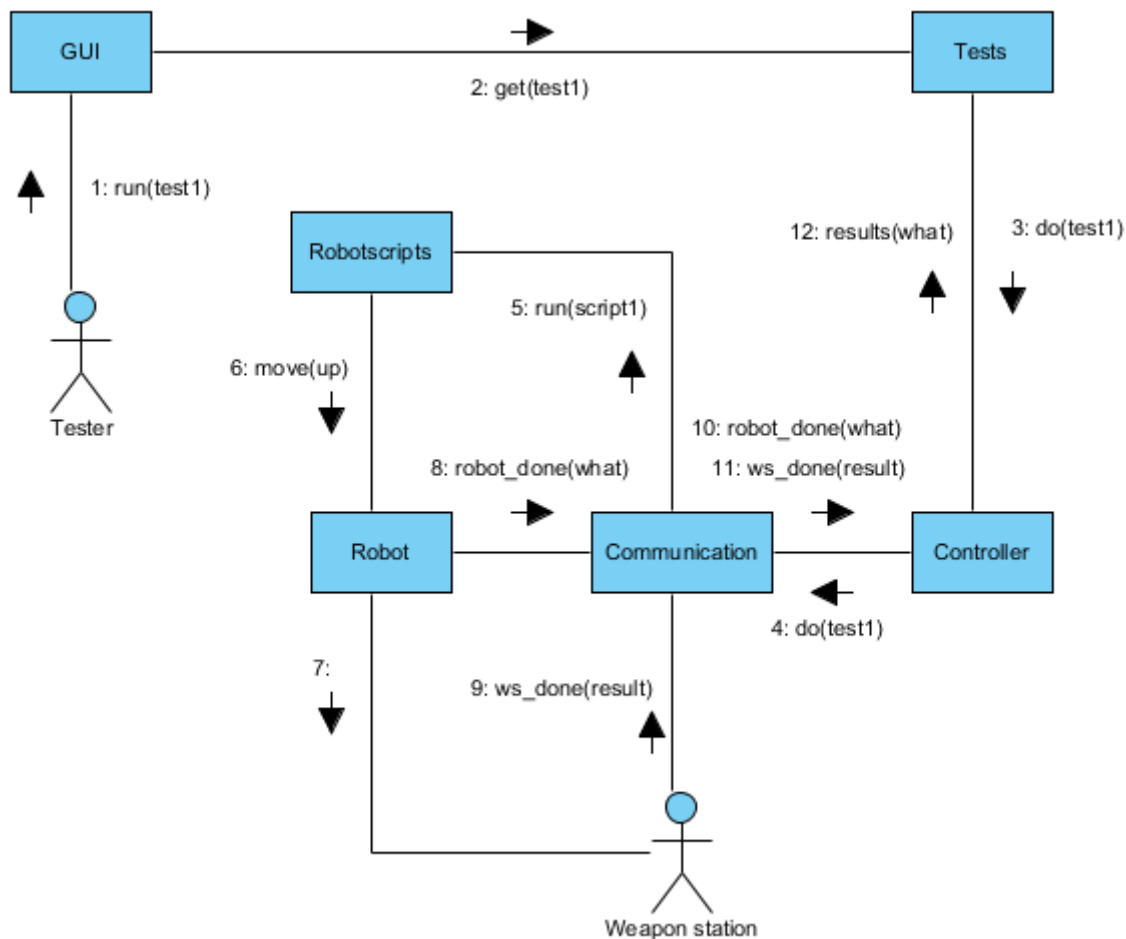 GUI
Tests
2: get(test1)
1: run(test1)
Robotscripts
12: results(what)
3: do(test1)
5: run(script1)
6: move(up)
Tester
10: robot_done(what)
8: robot_done(what)
11: ws_done(result)
Robot
Communication
Controller
4: do(test1)
7:
9: ws_done(result)
Weapon station